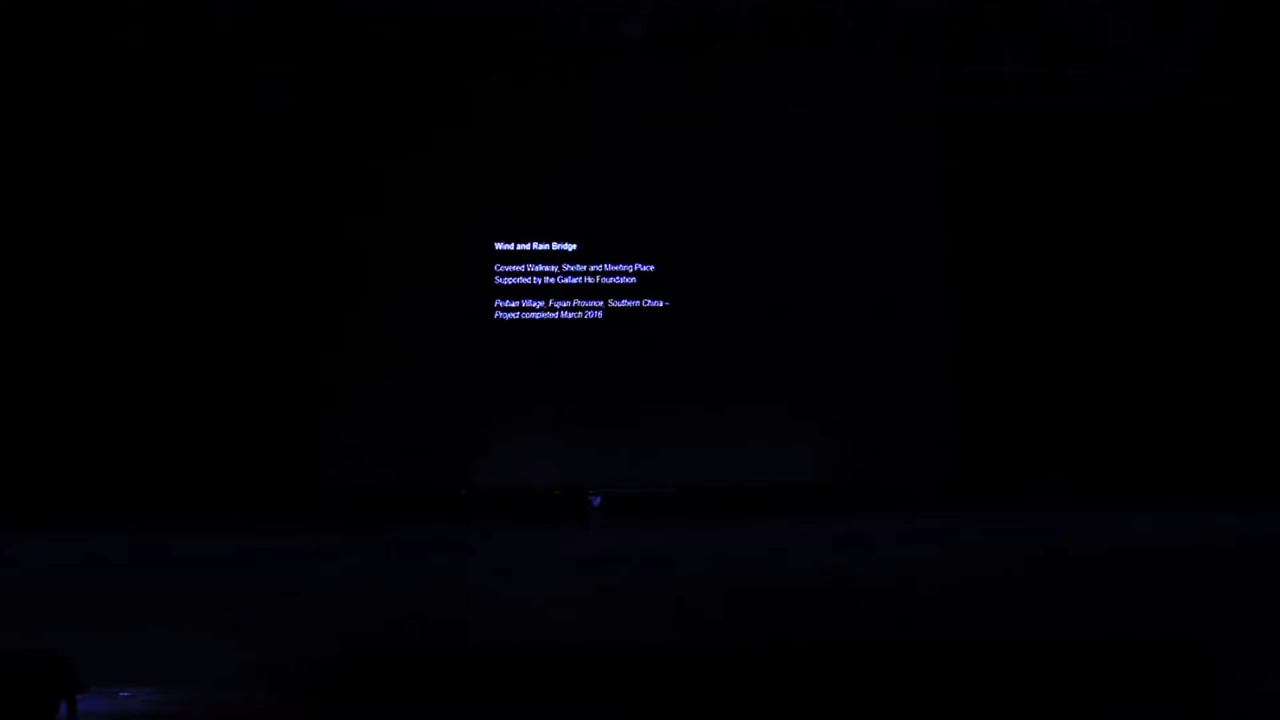 Wind and Rain Bridge
Covered Walkway, Shelter and Meeting Place
Supported by the Gallant Ho Foundation
Peitian Village, Fujian Province, Southern China –
Project completed March 2016